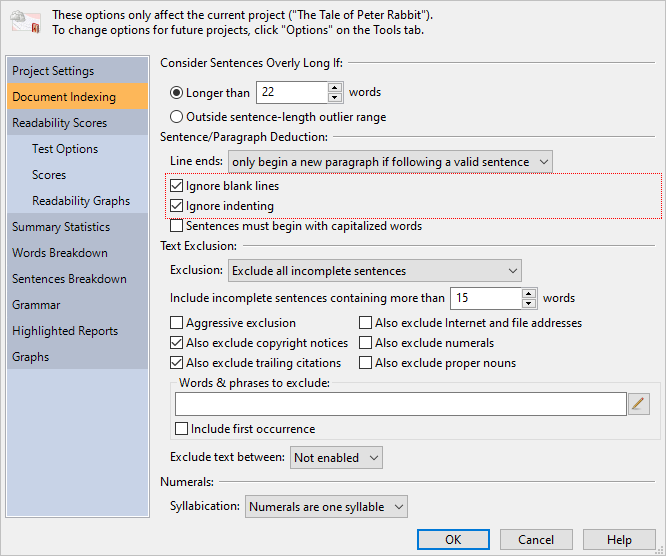 These options only affect the current project ("The Tale of Peter Rabbit").
To change options for future projects, click "Options" on the Tools tab.
Project Settings
Document Indexing
Readability Scores
Test Options
Scores
Readability Graphs
Summary Statistics
Words Breakdown
Sentences Breakdown
Grammar
Highlighted Reports
Graphs
Consider Sentences Overly Long If:
Longer than 22 words
Outside sentence-length outlier range
Sentence/Paragraph Deduction:
Line ends: only begin a new paragraph if following a valid sentence
Ignore blank lines
Ignore indenting
Sentences must begin with capitalized words
Text Exclusion:
Exclusion: Exclude all incomplete sentences
Include incomplete sentences containing more than 15 words
Aggressive exclusion Also exclude Internet and file addresses
Also exclude copyright notices Also exclude numerals
Also exclude trailing citations Also exclude proper nouns
Words & phrases to exclude:
Include first occurrence
Exclude text between: Not enabled
Numerals:
Syllabication: Numerals are one syllable
OK Cancel Help